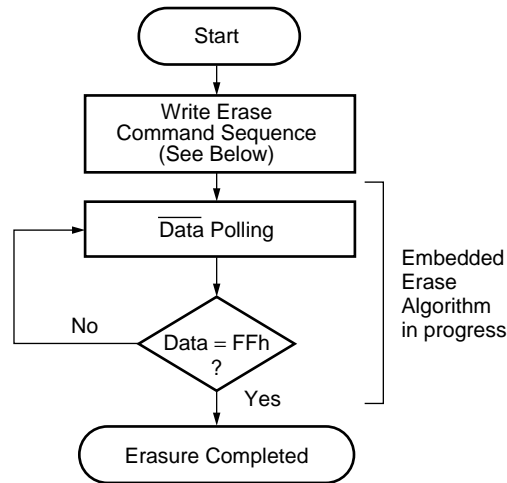 Start
Write Erase
Command Sequence
(See Below)
Data Polling
Embedded
Erase
Algorithm
in progress
No
Data = FFh
?
Yes
Erasure Completed